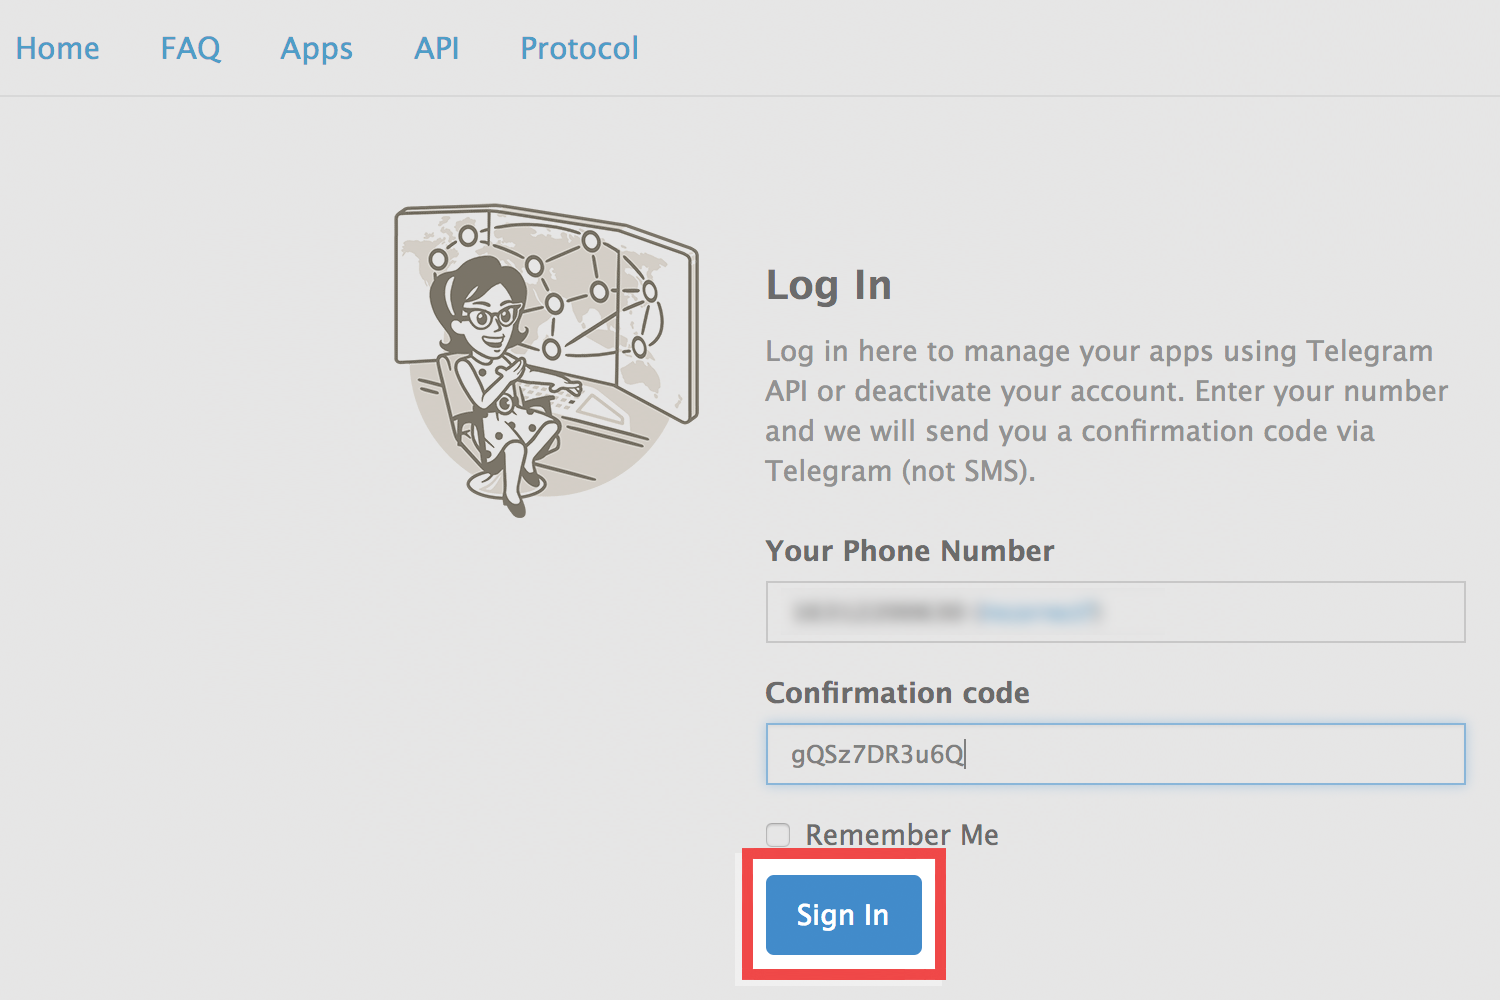 Home FAQ Apps API Protocol
Log In
Log in here to manage your apps using Telegram
API or deactivate your account. Enter your number
and we will send you a confirmation code via
Telegram (not SMS).
Your Phone Number
Confirmation code
gQSz7DR3u6Q
Remember Me
Sign In